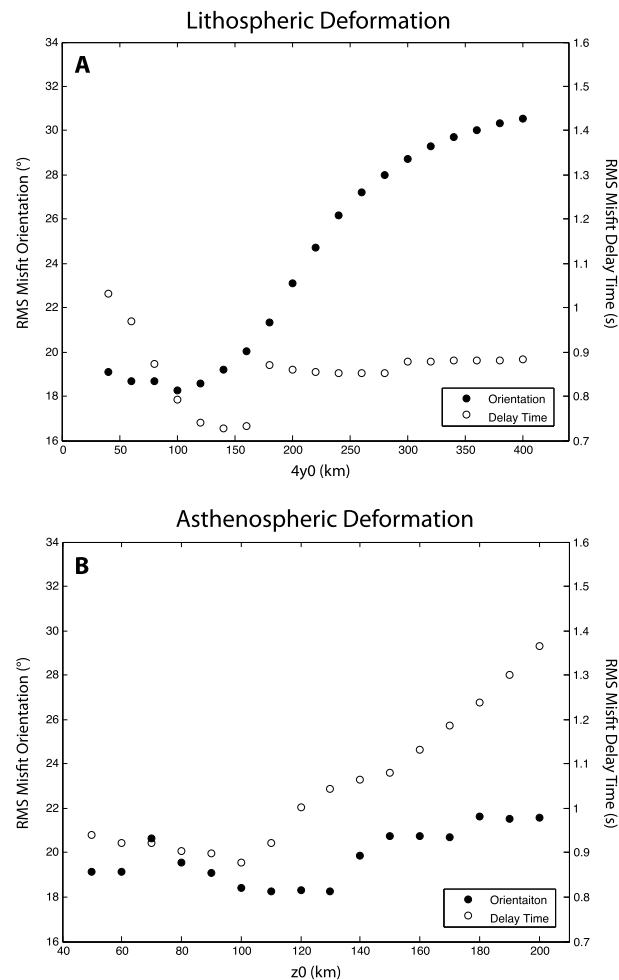 Lithospheric Deformation
A
34
32
30
28
26
24
22
20
18
16
1.6
1.5
1.4
1.3
1.2
1.1
1
0.9
0.8
0.7
0 50 100 150 200 250 300 350 400
RMS Misfit Orientation (°)
RMS Misfit Delay Time (s)
Orientation
Delay Time
4y0 (km)
Asthenospheric Deformation
B
34
32
30
28
26
24
22
20
18
16
1.6
1.5
1.4
1.3
1.2
1.1
1
0.9
0.8
0.7
40 60 80 100 120 140 160 180 200
RMS Misfit Orientation (°)
RMS Misfit Delay Time (s)
Orientaiton
Delay Time
z0 (km)